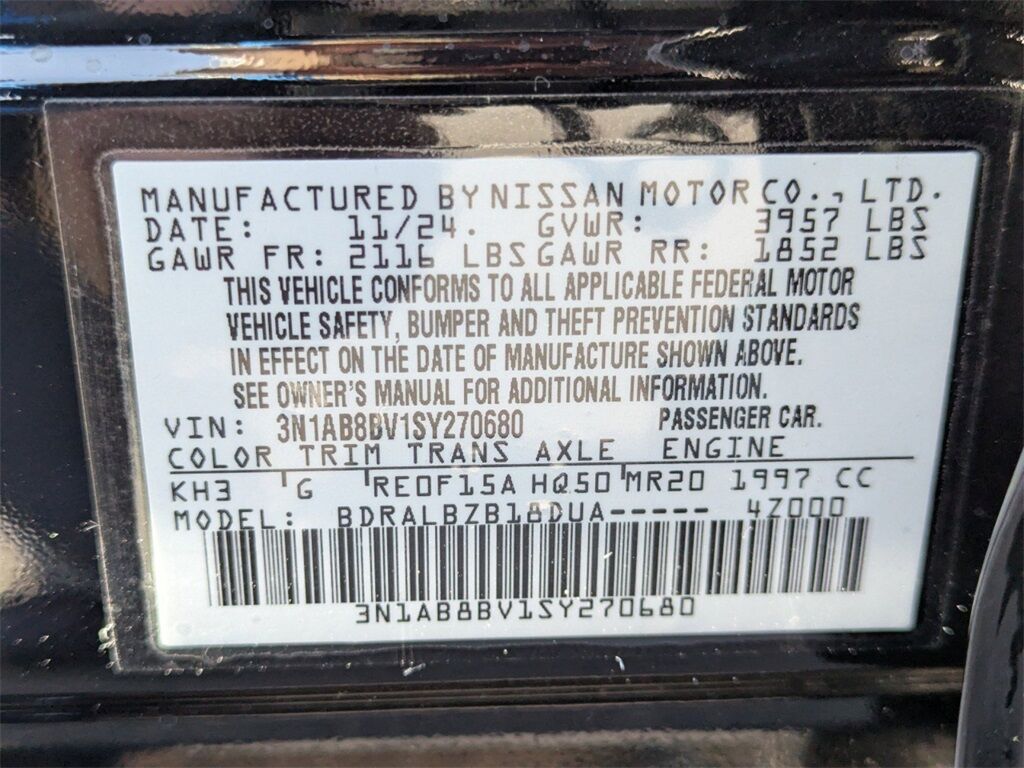 MANUFACTURED BY NISSAN MOTOR CO., LTD.
DATE: 11/24. GVWR: 3957 LBS
GAWR FR: 2116 LBS GAWR RR: 1852 LBS
THIS VEHICLE CONFORMS TO ALL APPLICABLE FEDERAL MOTOR
VEHICLE SAFETY, BUMPER AND THEFT PREVENTION STANDARDS
IN EFFECT ON THE DATE OF MANUFACTURE SHOWN ABOVE.
SEE OWNER'S MANUAL FOR ADDITIONAL INFORMATION.
VIN: 3N1AB8BV1SY270680 PASSENGER CAR.
COLOR TRIM TRANS AXLE ENGINE
KH3 G RE0F15A HQ50 MR20 1997 CC
MODEL: BDRALBZB18DUA----- 4Z000
3N1AB8BV1SY270680